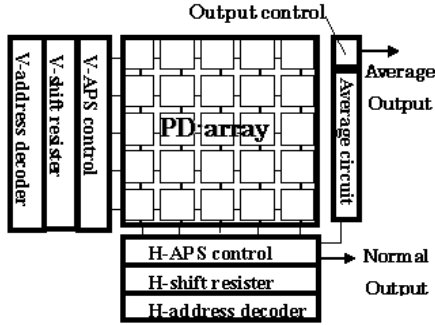 Output control
V-address decoder
V-shift resister
V-APS control
PD array
Average circuit
Average
Output
H-APS control
H-shift resister
H-address decoder
Normal
Output